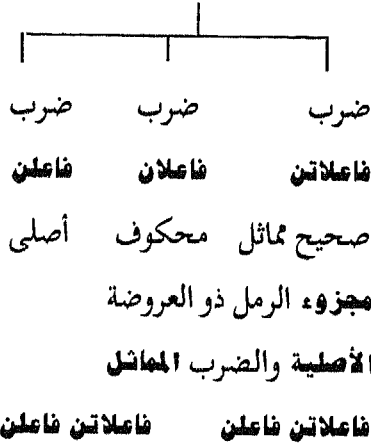 ضرب ضرب ضرب
فاعلاتن فاعلان فاعلن
صحيح مماثل محكوف أصلى
مجزوء الرمل ذو العروضة
الأصلية والضرب المماثل
فاعلاتن فاعلن فاعلاتن فاعلن